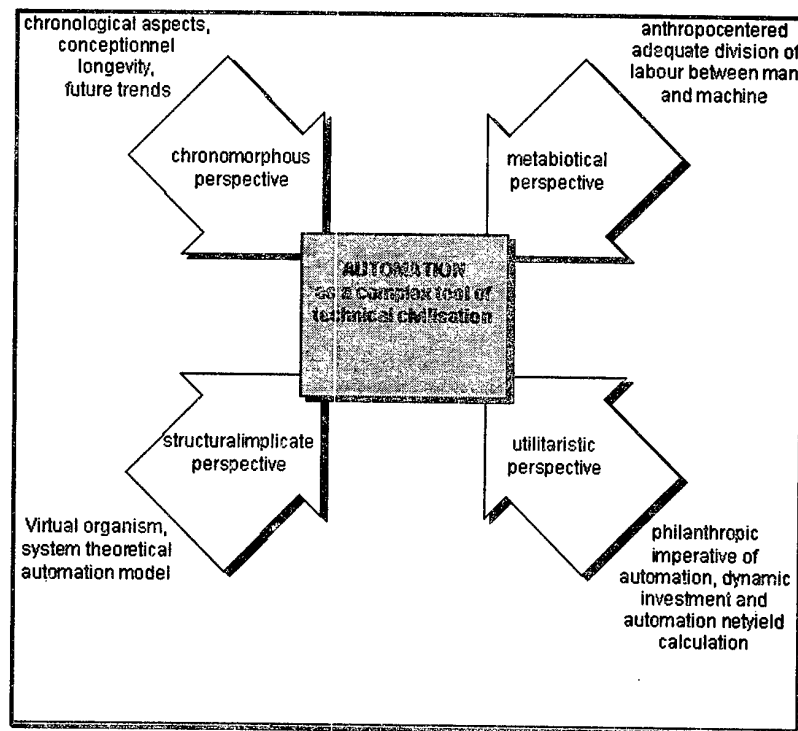 chronological aspects,
conceptionnel
longevity,
future trends
anthropocentered
adequate division of
labour between man
and machine
chronomorphous
perspective
metabiotical
perspective
AUTOMATION
as a complex tool of
technical civilisation
structuralimplicate
perspective
utilitaristic
perspective
Virtual organism,
system theoretical
automation model
philanthropic
imperative of
automation, dynamic
investment and
automation netyield
calculation